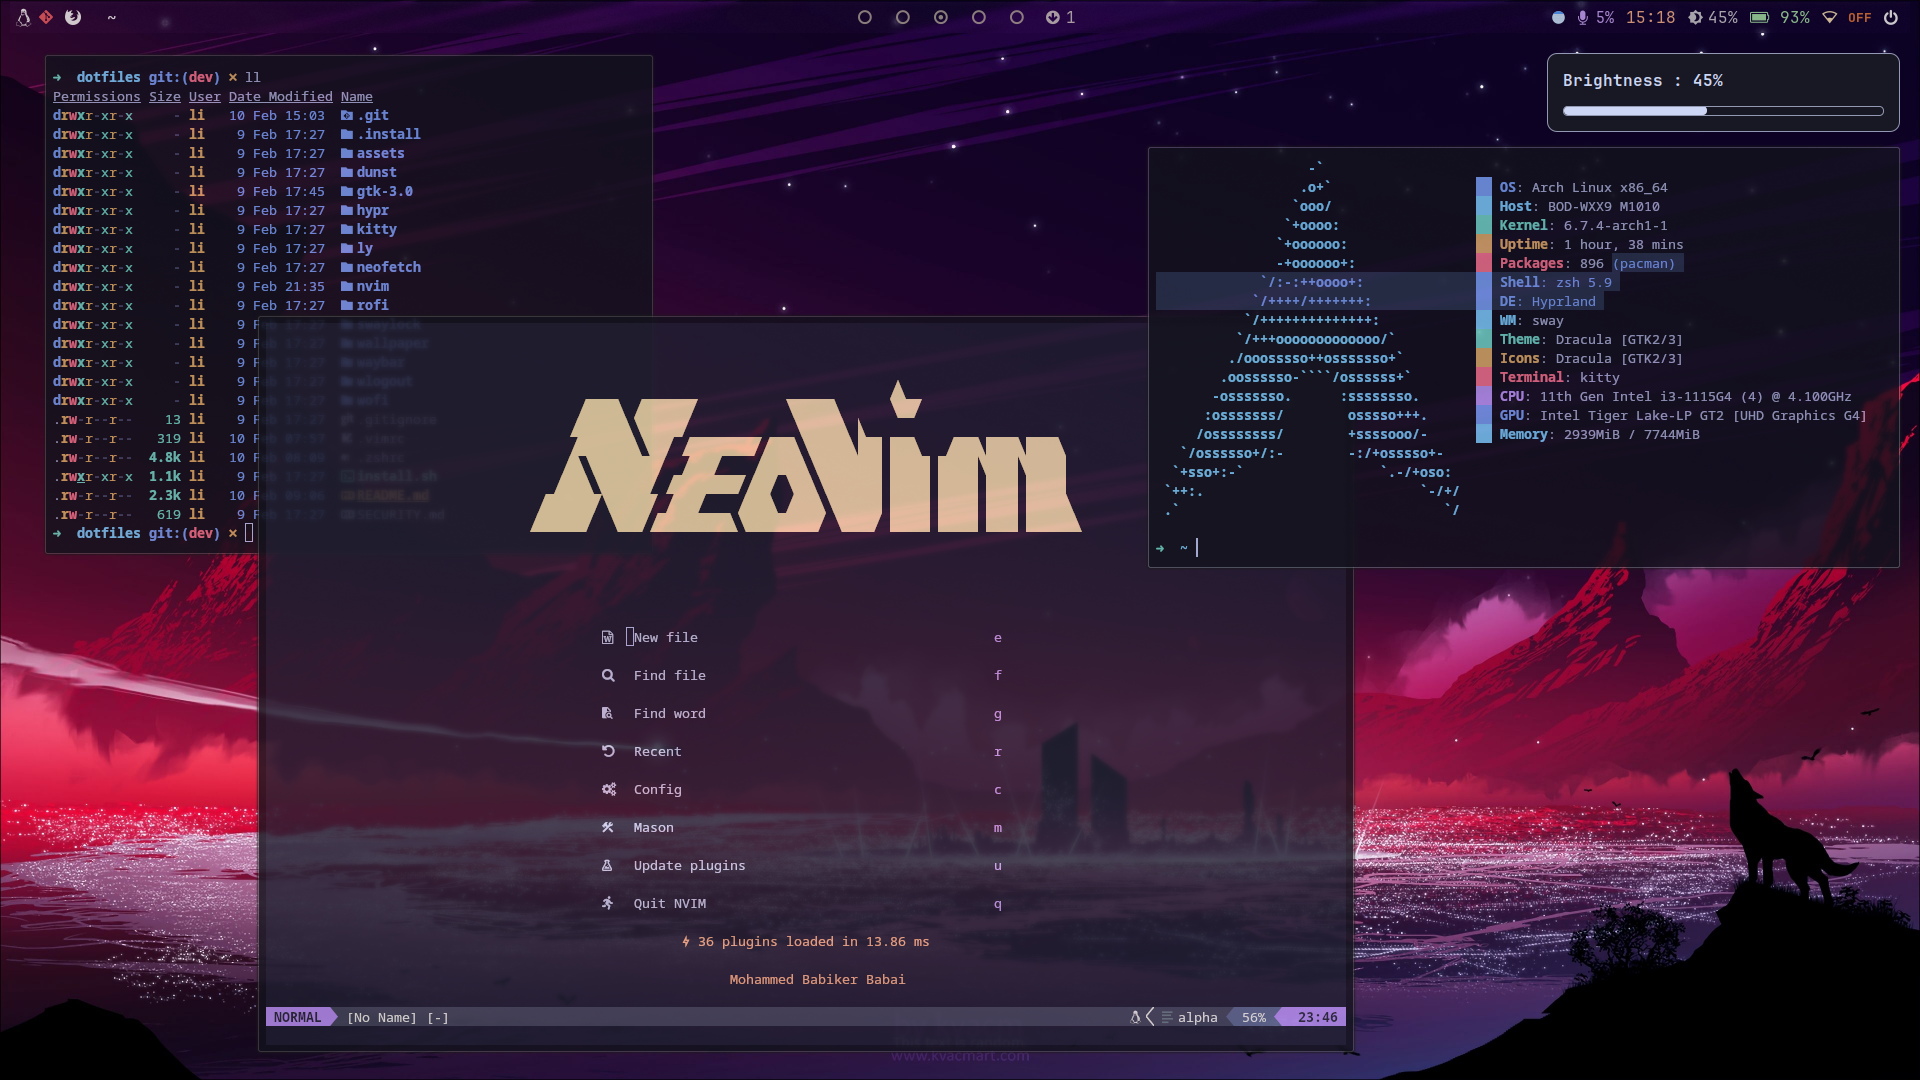 ~
1
5% 15:18 45% 93% OFF
Brightness : 45%
➜ dotfiles git:(dev) ✗ ll
Permissions Size User Date Modified Name
drwxr-xr-x - li 10 Feb 15:03 .git
drwxr-xr-x - li 9 Feb 17:27 .install
drwxr-xr-x - li 9 Feb 17:27 assets
drwxr-xr-x - li 9 Feb 17:27 dunst
drwxr-xr-x - li 9 Feb 17:45 gtk-3.0
drwxr-xr-x - li 9 Feb 17:27 hypr
drwxr-xr-x - li 9 Feb 17:27 kitty
drwxr-xr-x - li 9 Feb 17:27 ly
drwxr-xr-x - li 9 Feb 17:27 neofetch
drwxr-xr-x - li 9 Feb 21:35 nvim
drwxr-xr-x - li 9 Feb 17:27 rofi
drwxr-xr-x - li 9
drwxr-xr-x - li 9
drwxr-xr-x - li 9
drwxr-xr-x - li 9
drwxr-xr-x - li 9
.rw-r--r-- 13 li 9
.rw-r--r-- 319 li 10
.rw-r--r-- 4.8k li 10
.rwxr-xr-x 1.1k li 9
.rw-r--r-- 2.3k li 10
.rw-r--r-- 619 li 9
➜ dotfiles git:(dev) ✗
OS: Arch Linux x86_64
Host: BOD-WXX9 M1010
Kernel: 6.7.4-arch1-1
Uptime: 1 hour, 38 mins
Packages: 896 (pacman)
Shell: zsh 5.9
DE: Hyprland
WM: sway
Theme: Dracula [GTK2/3]
Icons: Dracula [GTK2/3]
Terminal: kitty
CPU: 11th Gen Intel i3-1115G4 (4) @ 4.100GHz
GPU: Intel Tiger Lake-LP GT2 [UHD Graphics G4]
Memory: 2939MiB / 7744MiB
➜ ~
Neovim
New file e
Find file f
Find word g
Recent r
Config c
Mason m
Update plugins u
Quit NVIM q
36 plugins loaded in 13.86 ms
Mohammed Babiker Babai
NORMAL [No Name] [-] alpha 56% 23:46
www.kvacmart.com